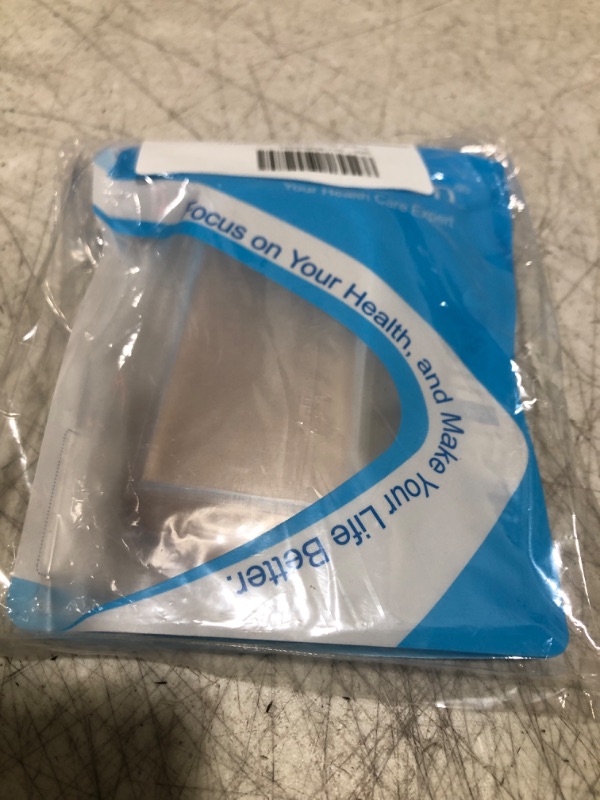 Your Health Care Expert
Focus on Your Health, and Make Your Life Better.